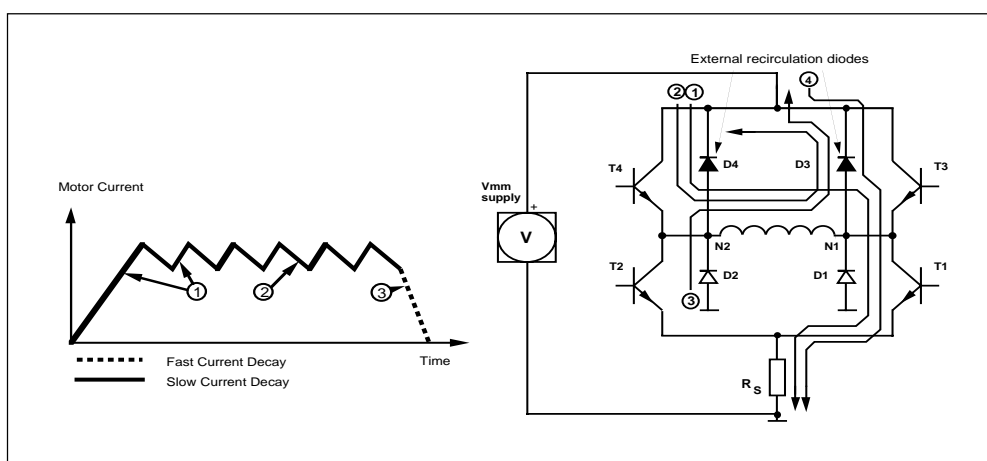 External recirculation diodes
2 1
4
T4
D4
D3
T3
Motor Current
Vmm
supply
+
V
N2
N1
T2
D2
D1
T1
1
2
3
3
Time
Fast Current Decay
Slow Current Decay
R S